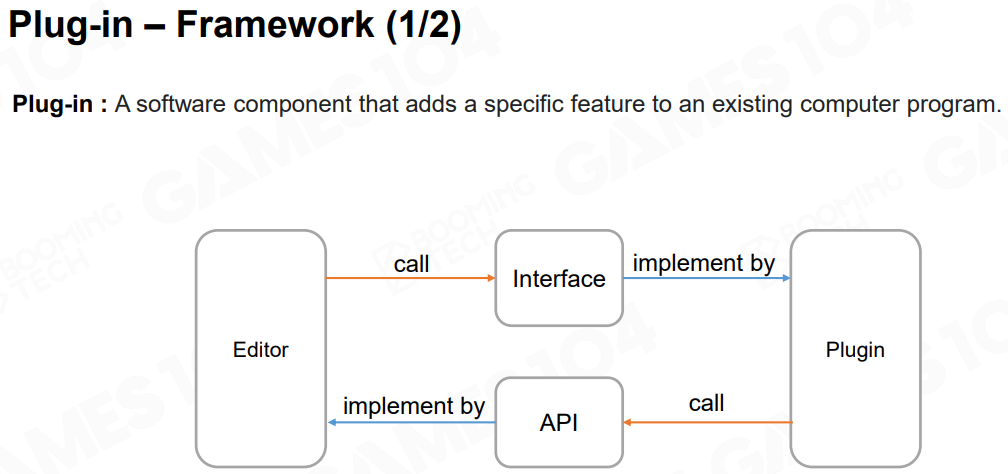 Plug-in – Framework (1/2)
Plug-in : A software component that adds a specific feature to an existing computer program.
call
Interface
implement by
Editor
Plugin
implement by
API
call
GAMES104
BOOMING
TECH